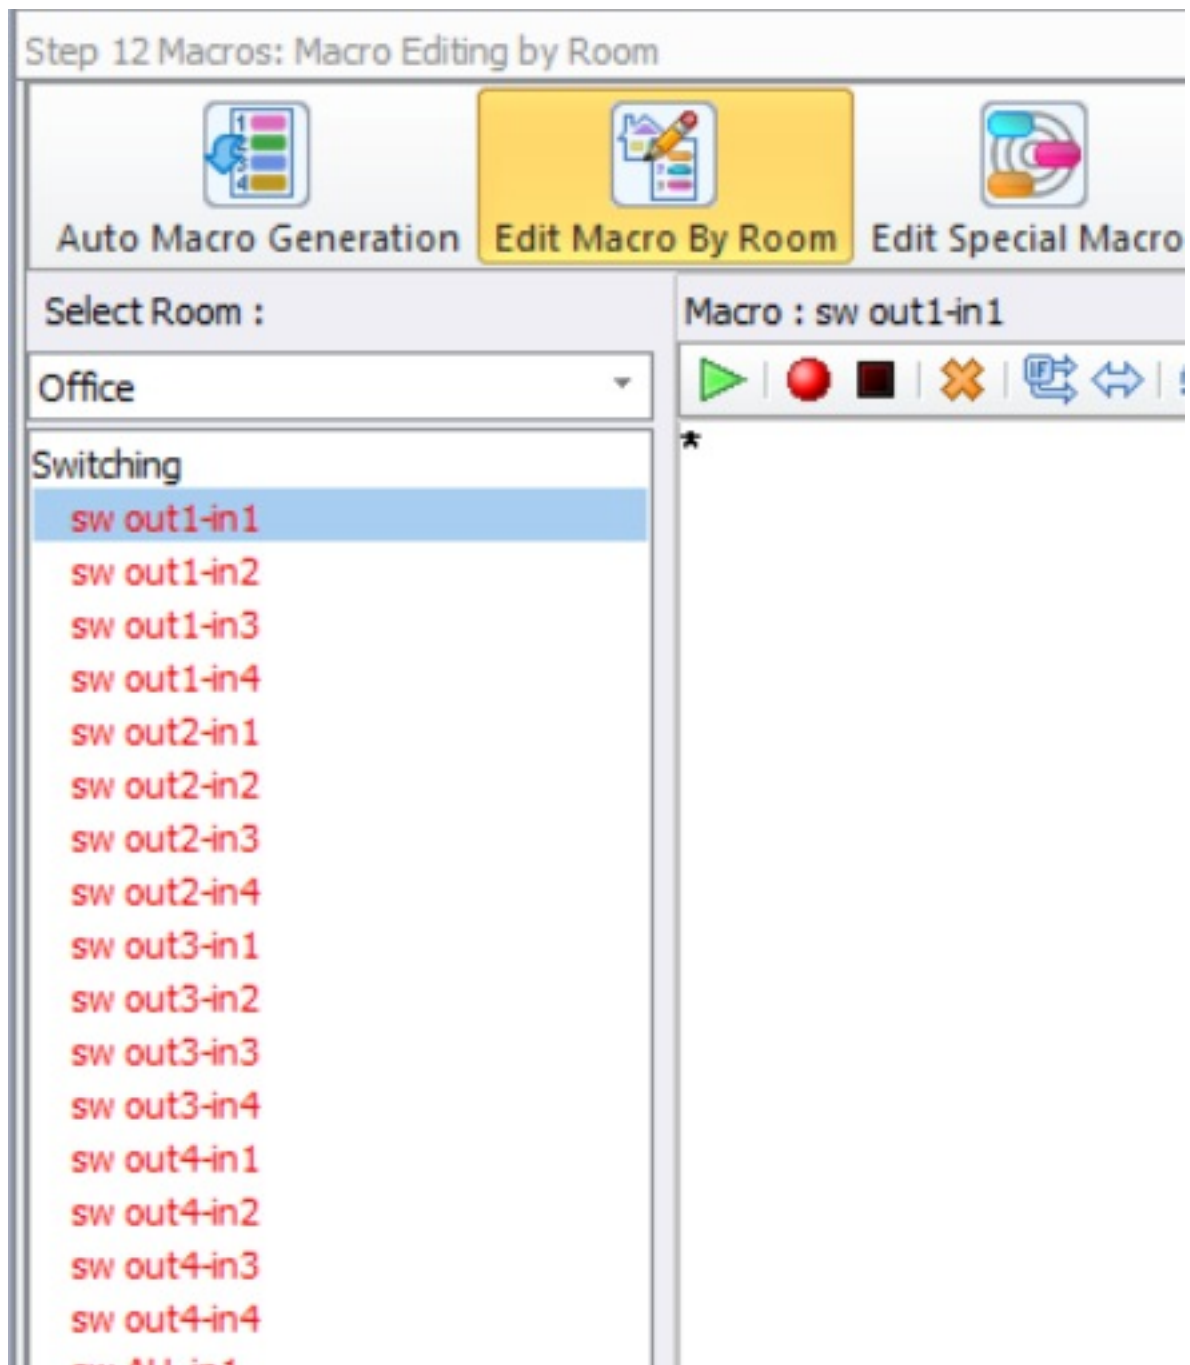 Step 12 Macros: Macro Editing by Room
Auto Macro Generation
Edit Macro By Room
Edit Special Macro
Select Room :
Macro : sw out1-in1
Office
Switching
sw out1-in1
sw out1-in2
sw out1-in3
sw out1-in4
sw out2-in1
sw out2-in2
sw out2-in3
sw out2-in4
sw out3-in1
sw out3-in2
sw out3-in3
sw out3-in4
sw out4-in1
sw out4-in2
sw out4-in3
sw out4-in4
*